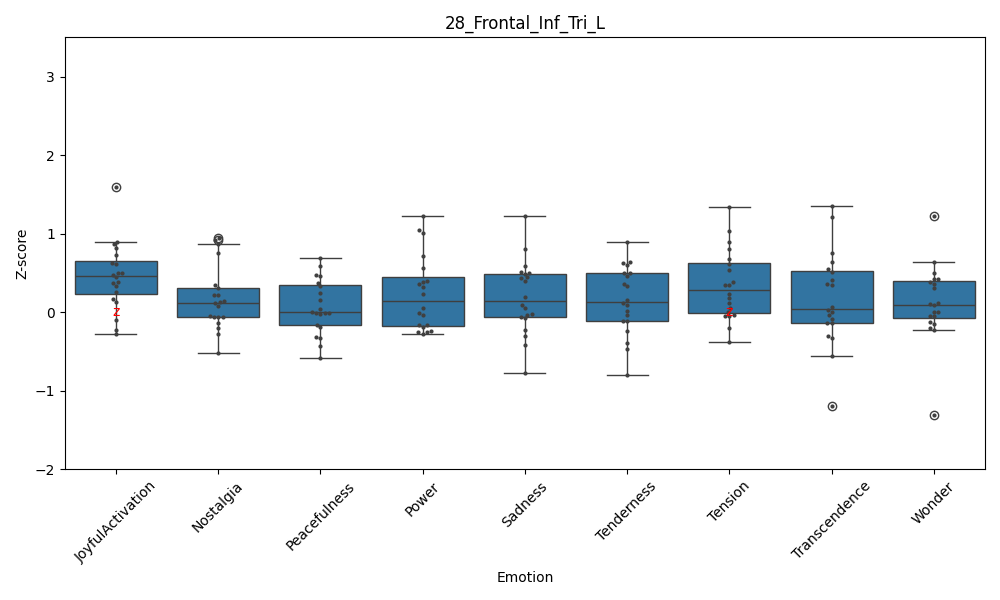 28_Frontal_Inf_Tri_L
Z-score
3
2
1
0
−1
−2
z
z
JoyfulActivation
Nostalgia
Peacefulness
Power
Sadness
Tenderness
Tension
Transcendence
Wonder
Emotion